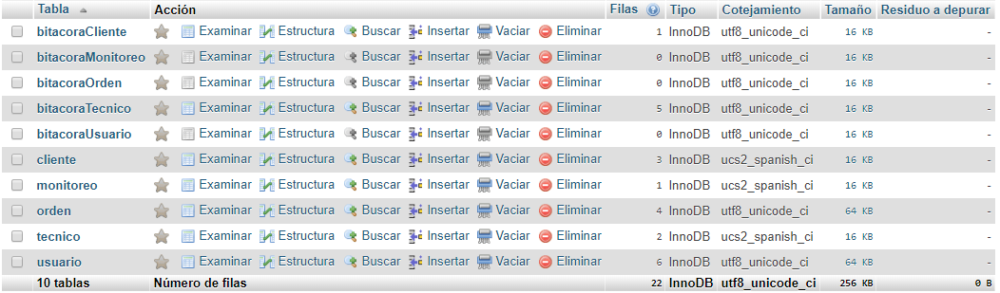 Tabla Acción Filas Tipo Cotejamiento Tamaño Residuo a depurar
bitacoraCliente Examinar Estructura Buscar Insertar Vaciar Eliminar 1 InnoDB utf8_unicode_ci 16 KB -
bitacoraMonitoreo Examinar Estructura Buscar Insertar Vaciar Eliminar 0 InnoDB utf8_unicode_ci 16 KB -
bitacoraOrden Examinar Estructura Buscar Insertar Vaciar Eliminar 0 InnoDB utf8_unicode_ci 16 KB -
bitacoraTecnico Examinar Estructura Buscar Insertar Vaciar Eliminar 5 InnoDB utf8_unicode_ci 16 KB -
bitacoraUsuario Examinar Estructura Buscar Insertar Vaciar Eliminar 0 InnoDB utf8_unicode_ci 16 KB -
cliente Examinar Estructura Buscar Insertar Vaciar Eliminar 3 InnoDB ucs2_spanish_ci 16 KB -
monitoreo Examinar Estructura Buscar Insertar Vaciar Eliminar 1 InnoDB ucs2_spanish_ci 16 KB -
orden Examinar Estructura Buscar Insertar Vaciar Eliminar 4 InnoDB utf8_unicode_ci 64 KB -
tecnico Examinar Estructura Buscar Insertar Vaciar Eliminar 2 InnoDB ucs2_spanish_ci 16 KB -
usuario Examinar Estructura Buscar Insertar Vaciar Eliminar 6 InnoDB utf8_unicode_ci 64 KB -
10 tablas Número de filas 22 InnoDB utf8_unicode_ci 256 KB 0 B